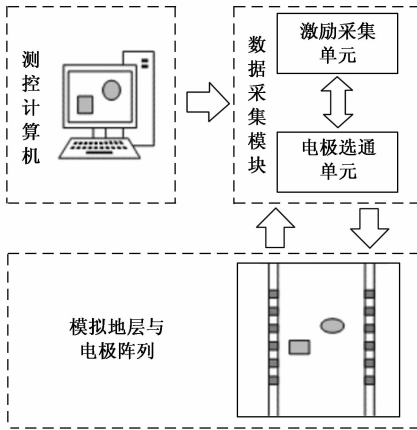 测控计算机
数据采集模块
激励采集
单元
电极选通
单元
模拟地层与
电极阵列